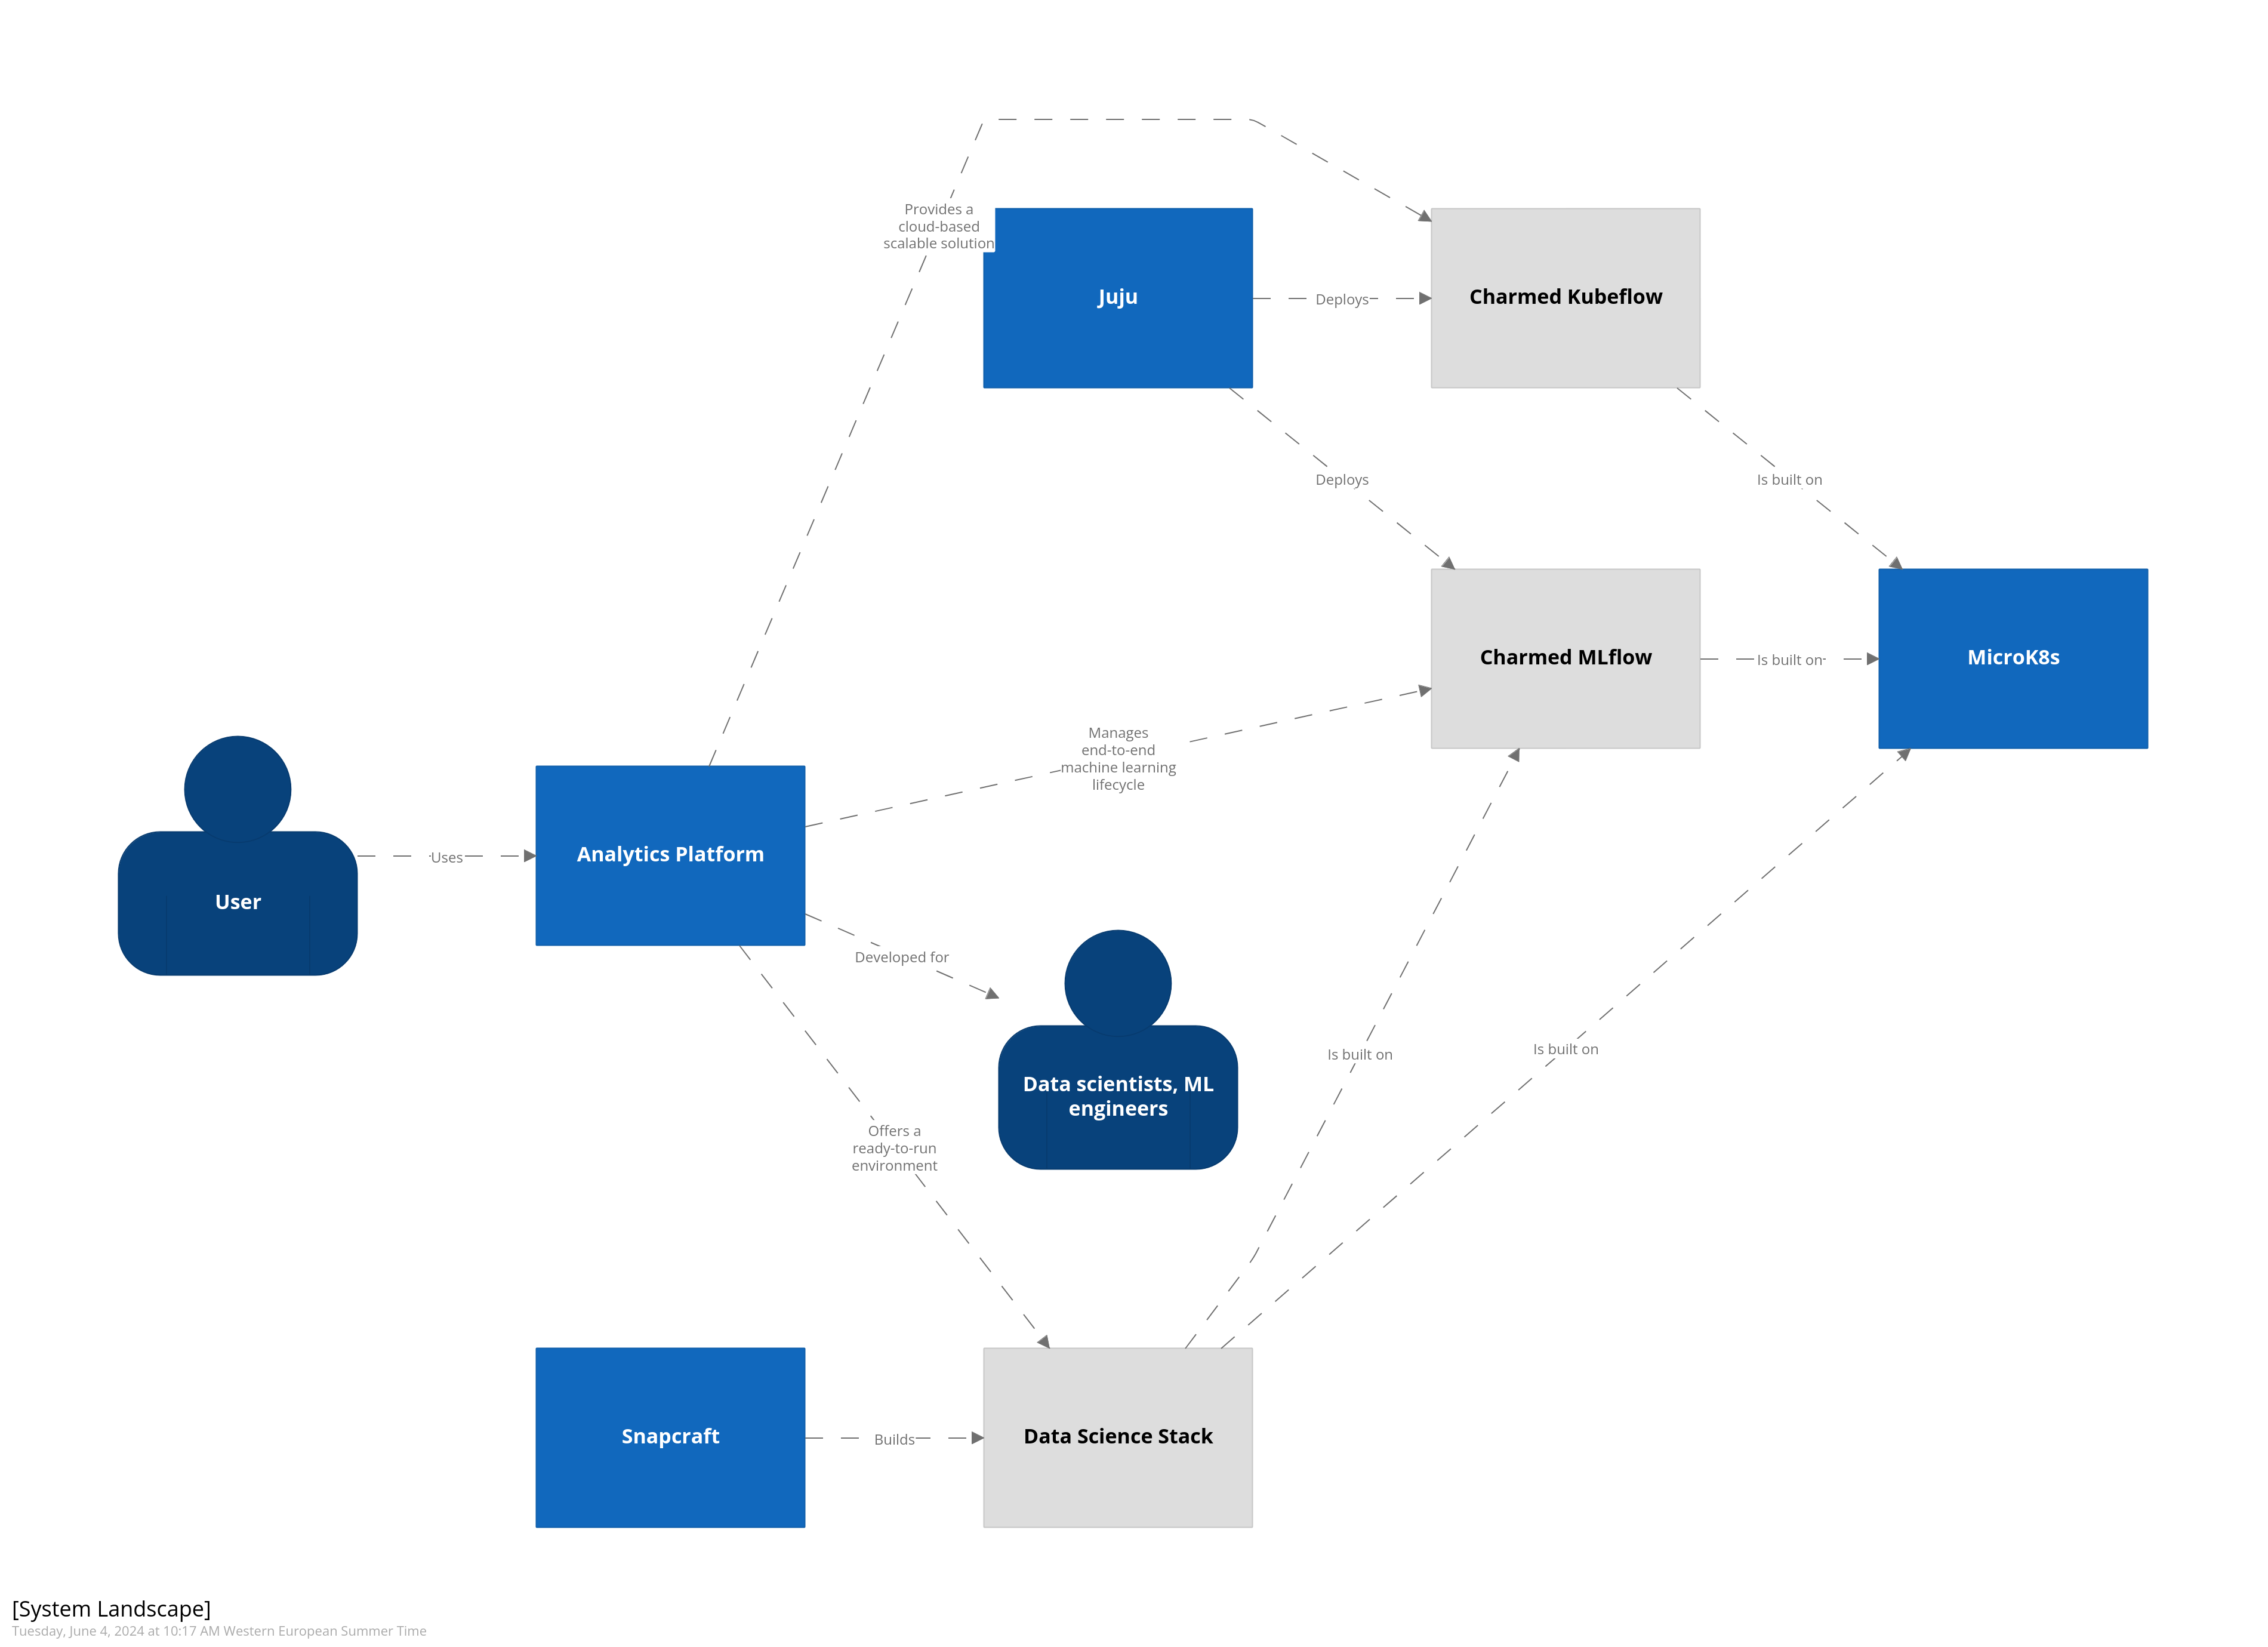 Provides a
cloud-based
scalable solution
Juju
Deploys
Charmed Kubeflow
Deploys
Is built on
Charmed MLflow
Is built on
MicroK8s
Manages
end-to-end
machine learning
lifecycle
User
Uses
Analytics Platform
Developed for
Data scientists, ML
engineers
Is built on
Is built on
Offers a
ready-to-run
environment
Snapcraft
Builds
Data Science Stack
[System Landscape]
Tuesday, June 4, 2024 at 10:17 AM Western European Summer Time